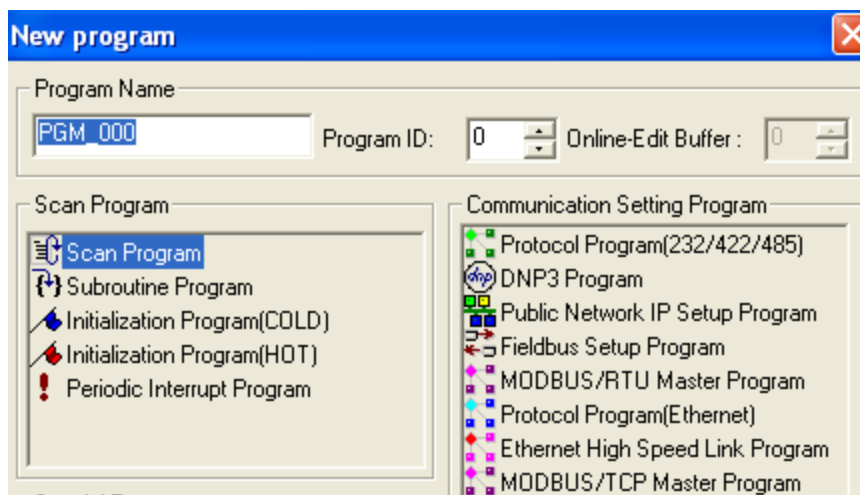 New program
Program Name
PGM_000
Program ID: 0
Online-Edit Buffer : 0
Scan Program
Scan Program
Subroutine Program
Initialization Program(COLD)
Initialization Program(HOT)
Periodic Interrupt Program
Communication Setting Program
Protocol Program(232/422/485)
dnp DNP3 Program
Public Network IP Setup Program
Fieldbus Setup Program
MODBUS/RTU Master Program
Protocol Program(Ethernet)
Ethernet High Speed Link Program
MODBUS/TCP Master Program